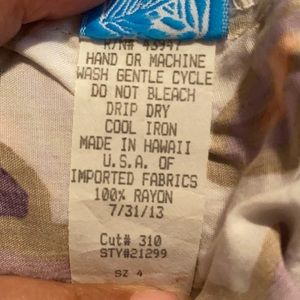 R/N# 43947
HAND OR MACHINE
WASH GENTLE CYCLE
DO NOT BLEACH
DRIP DRY
COOL IRON
MADE IN HAWAII
U.S.A. OF
IMPORTED FABRICS
100% RAYON
7/31/13
Cut# 310
STY#21299
SZ 4